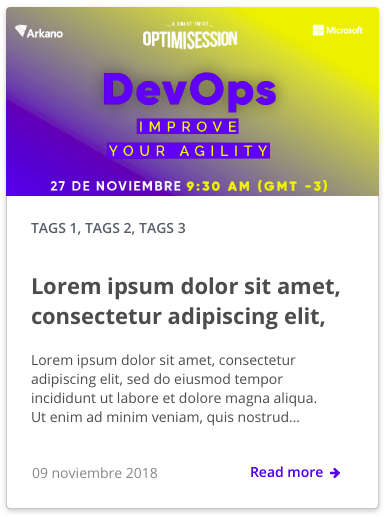 Arkano
A SMART TWIST
OPTIMISESSION
Microsoft
DevOps
IMPROVE
YOUR AGILITY
27 DE NOVIEMBRE 9:30 AM (GMT -3)
TAGS 1, TAGS 2, TAGS 3
Lorem ipsum dolor sit amet,
consectetur adipiscing elit,
Lorem ipsum dolor sit amet, consectetur
adipiscing elit, sed do eiusmod tempor
incididunt ut labore et dolore magna aliqua.
Ut enim ad minim veniam, quis nostrud...
09 noviembre 2018
Read more